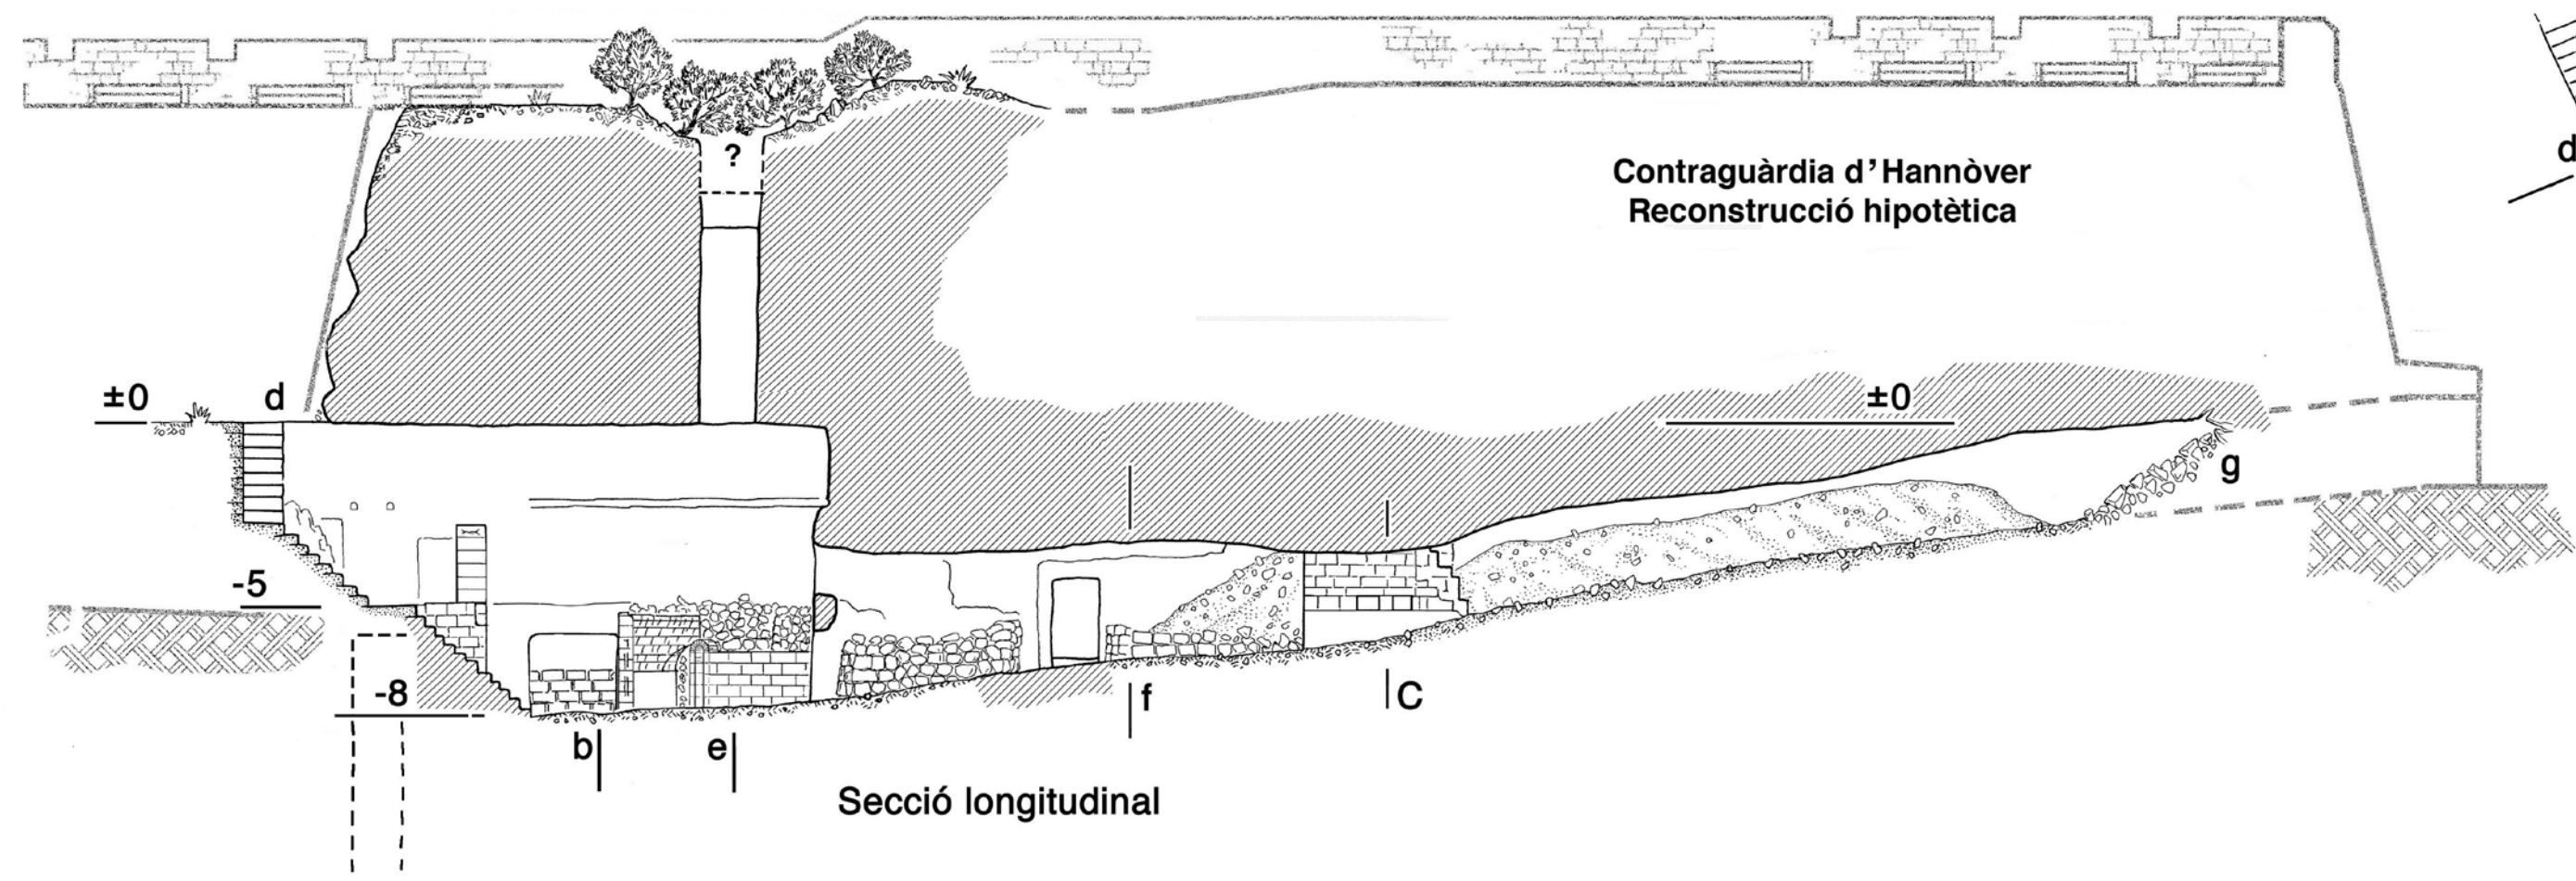 ?
Contraguàrdia d’Hannòver
Reconstrucció hipotètica
d
±0
d
±0
g
-5
-8
f
C
b
e
Secció longitudinal